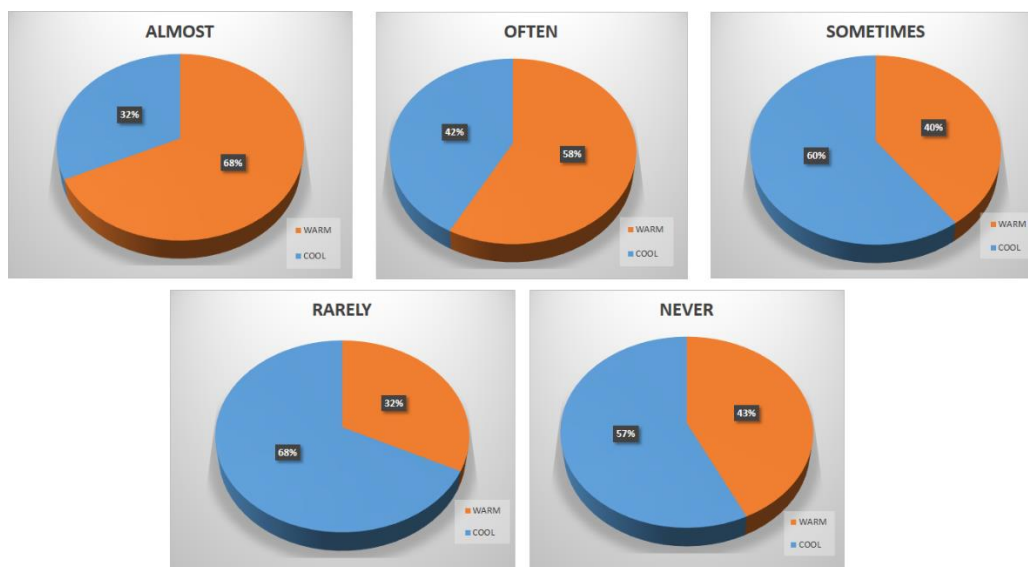 ALMOST
32%
68%
WARM
COOL
OFTEN
42%
58%
WARM
COOL
SOMETIMES
40%
60%
WARM
COOL
RARELY
32%
68%
WARM
COOL
NEVER
43%
57%
WARM
COOL